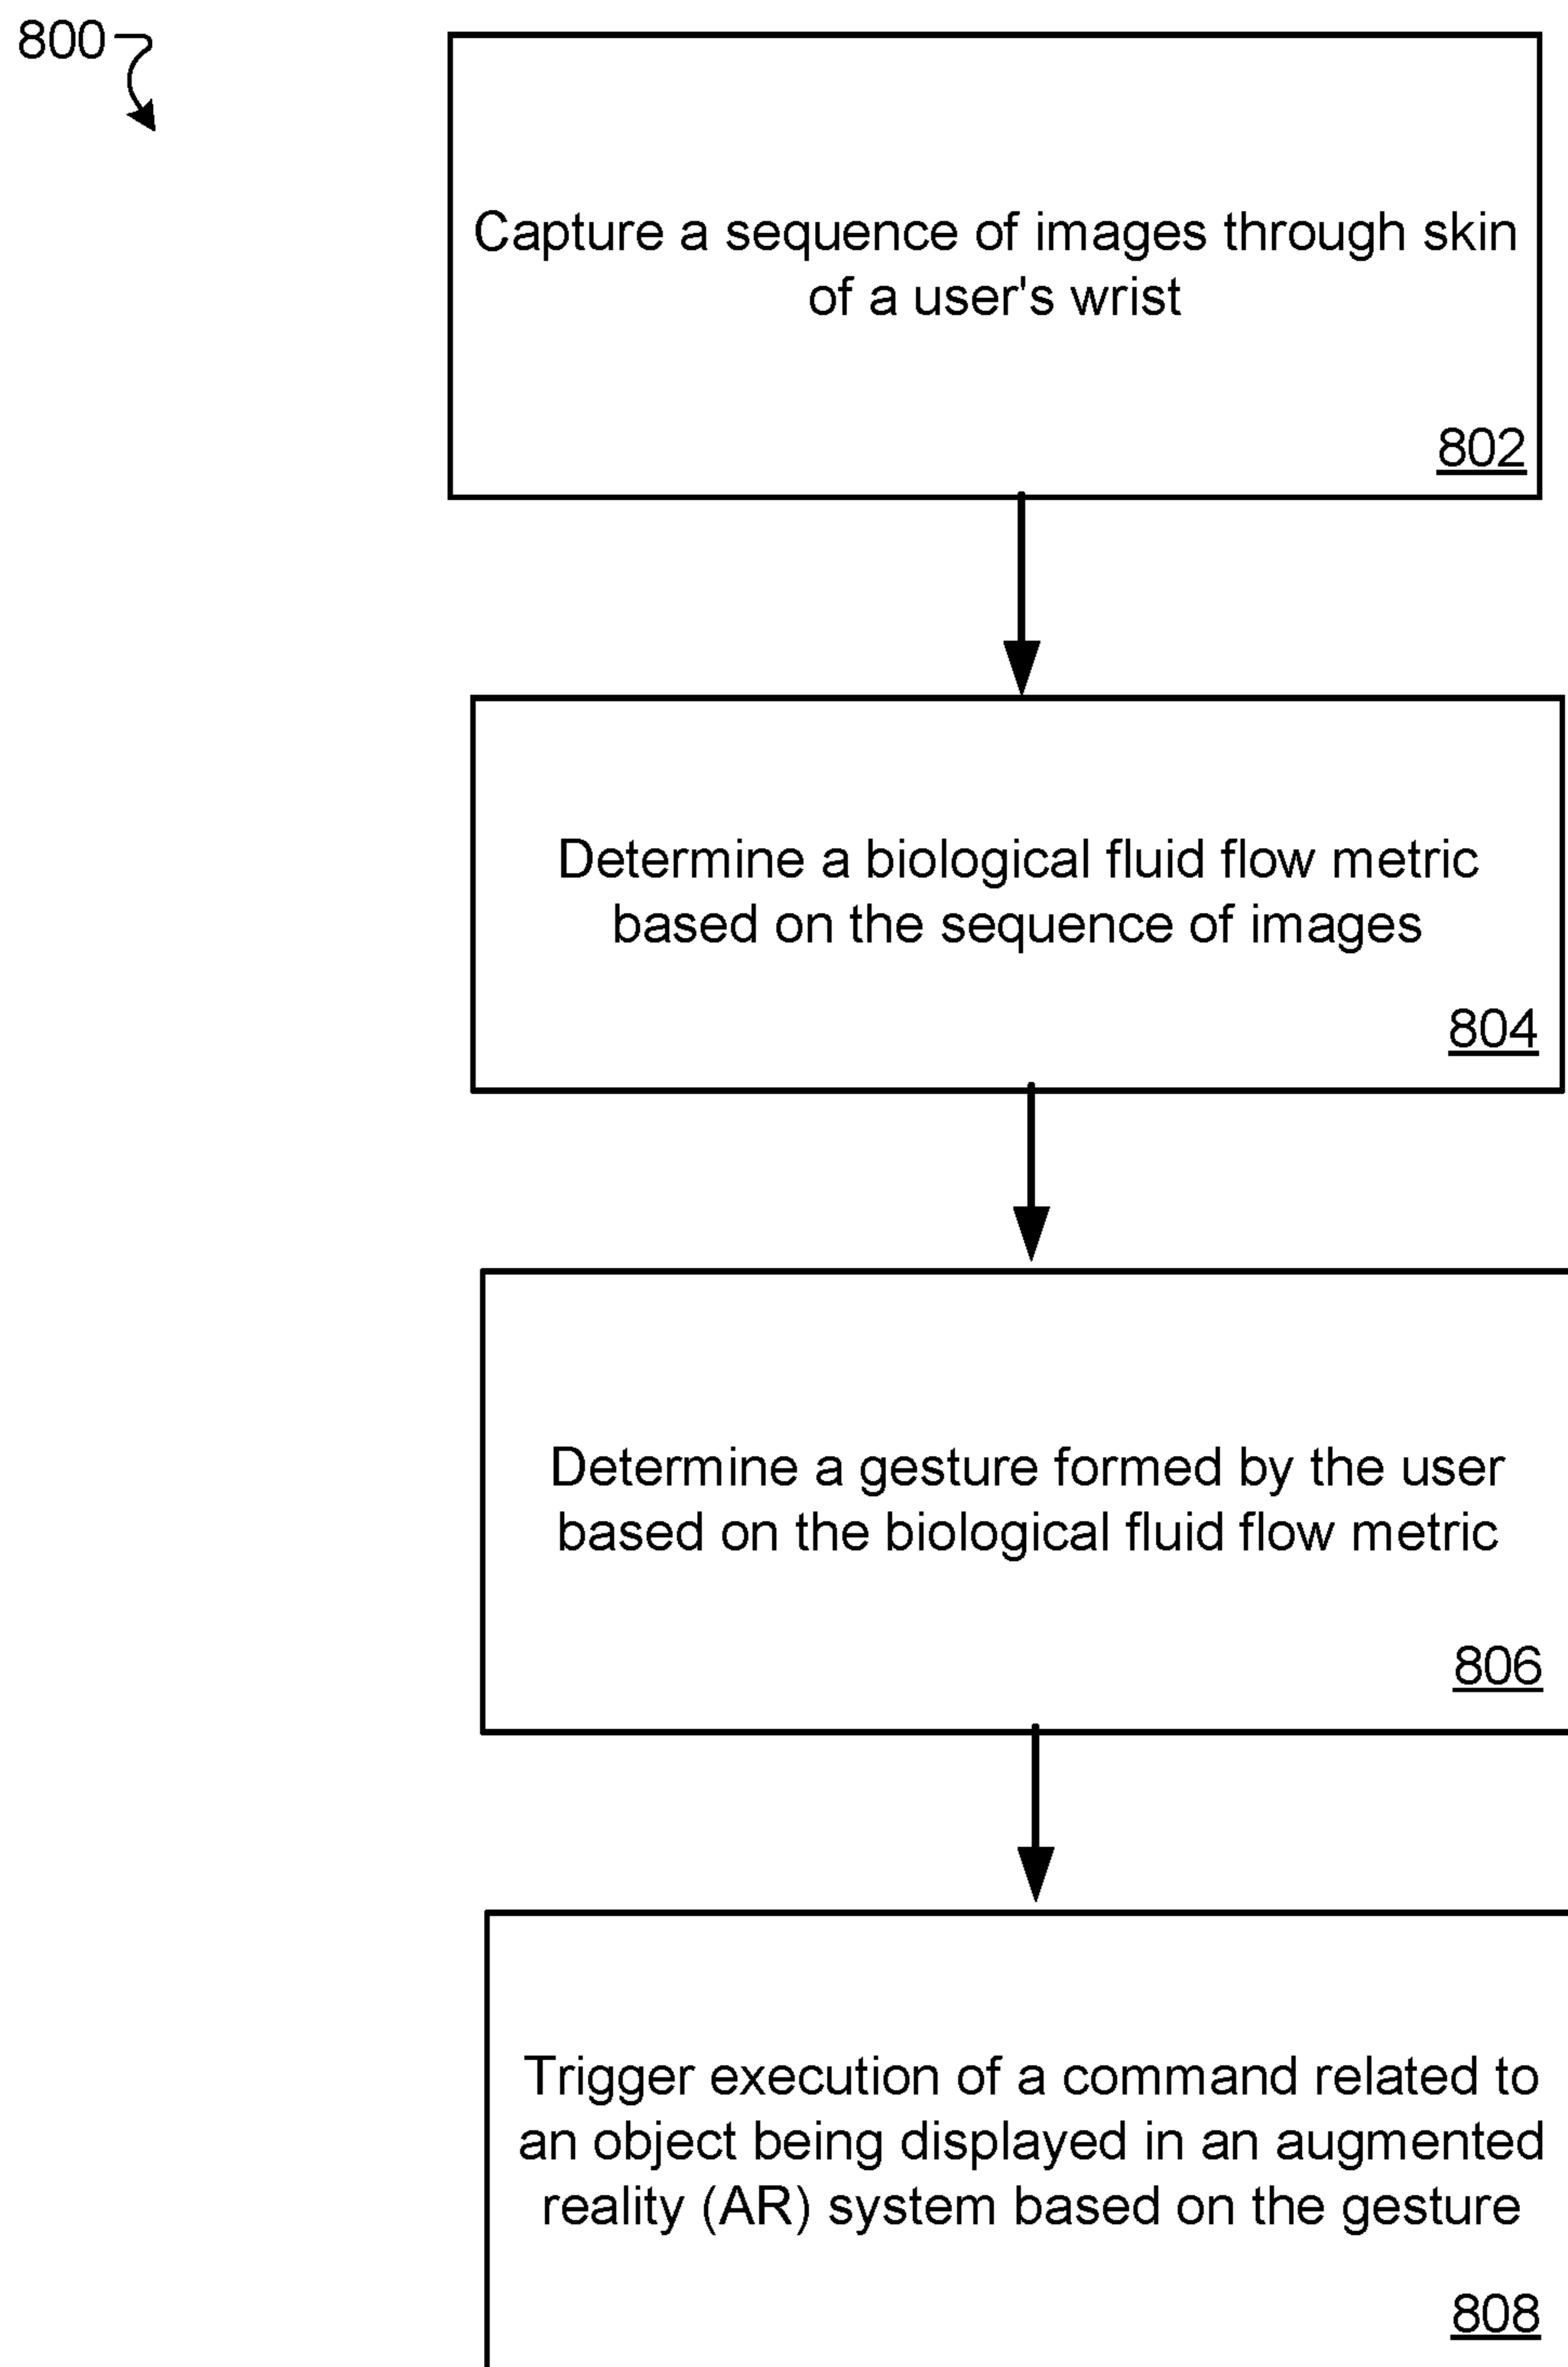 800
Capture a sequence of images through skin
of a user's wrist
802
Determine a biological fluid flow metric
based on the sequence of images
804
Determine a gesture formed by the user
based on the biological fluid flow metric
806
Trigger execution of a command related to
an object being displayed in an augmented
reality (AR) system based on the gesture
808